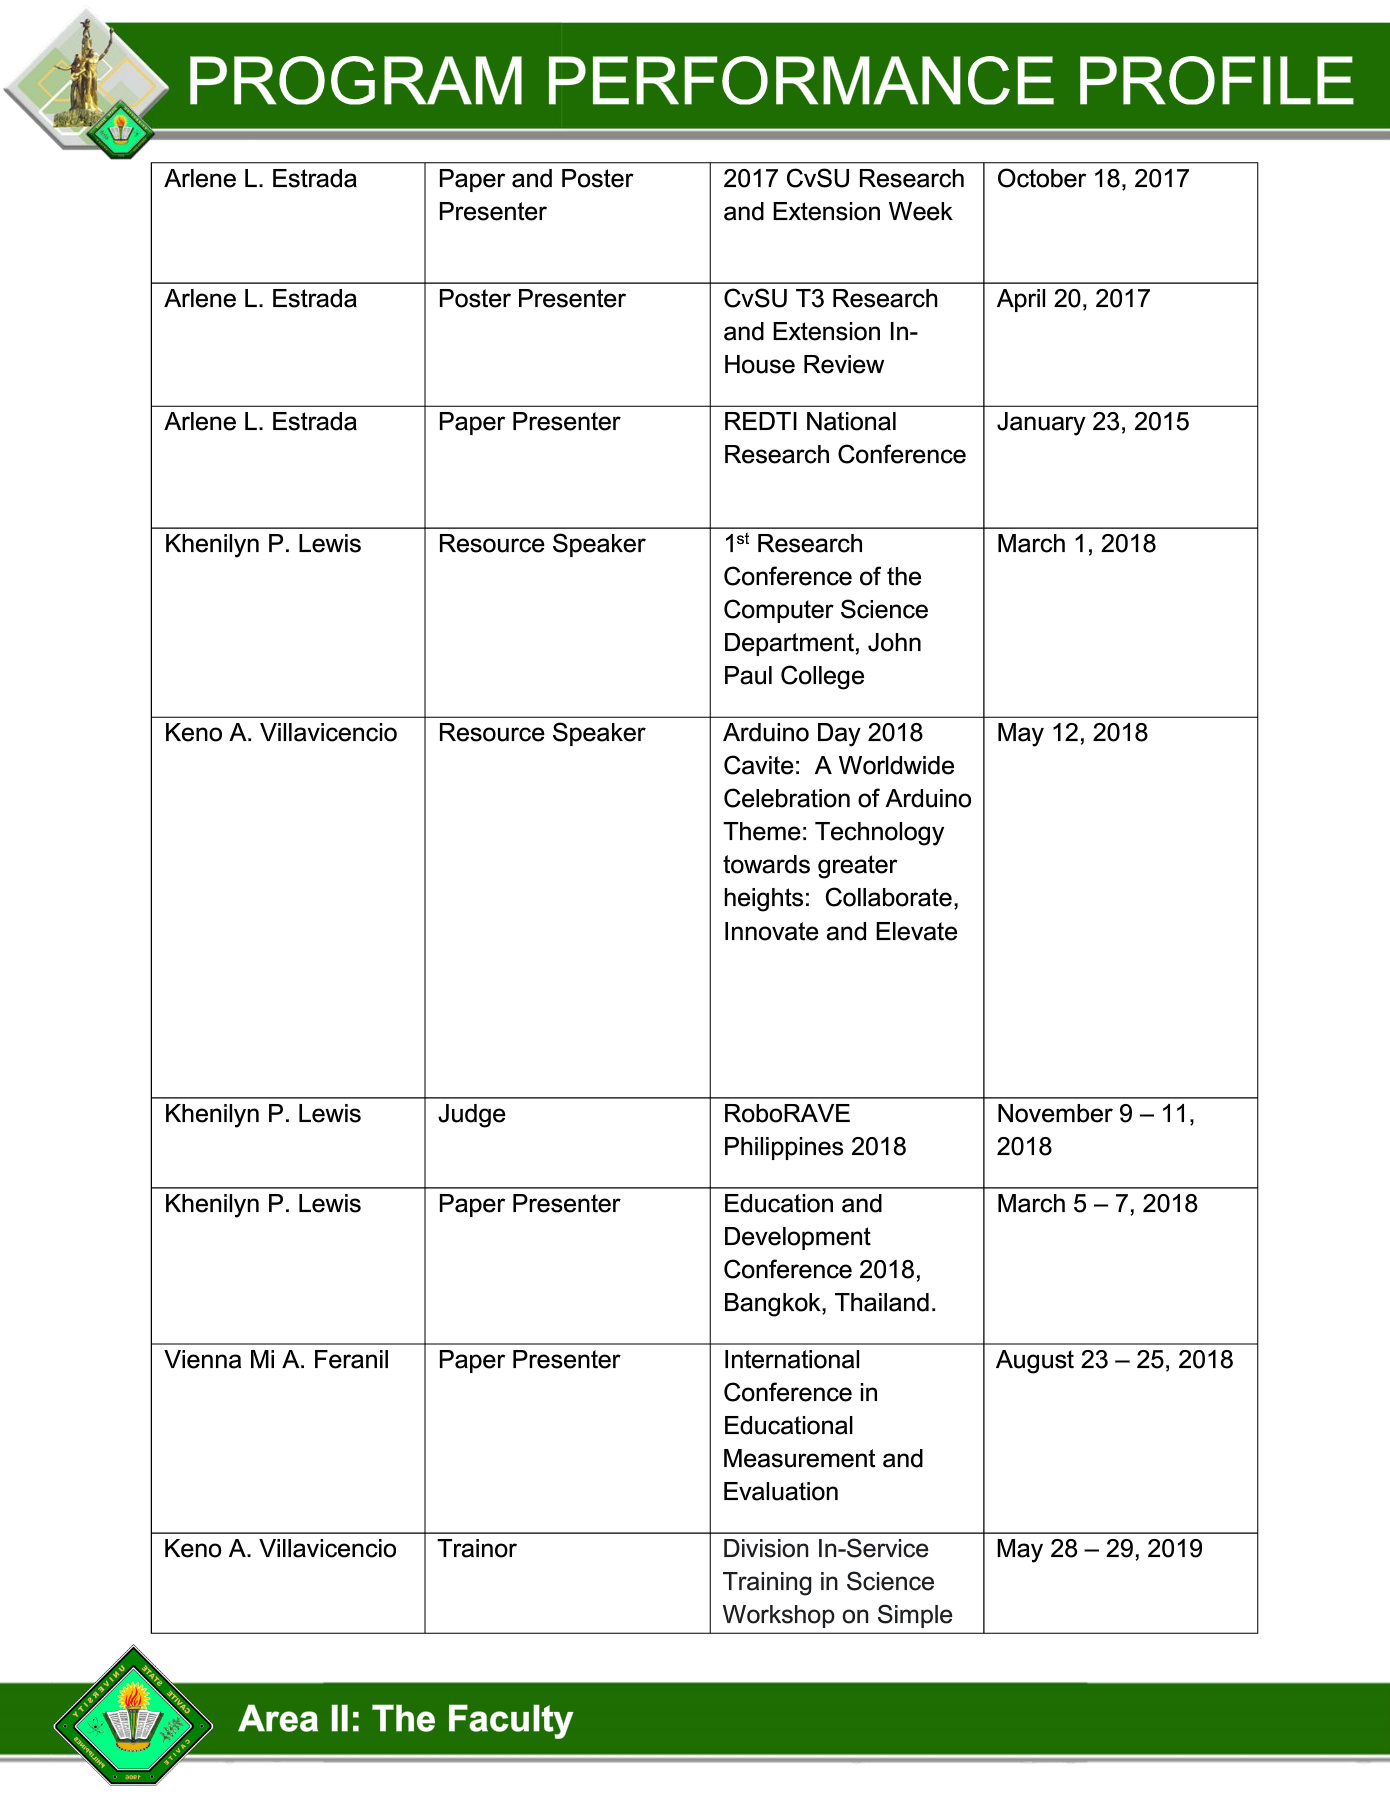 PROGRAM PERFORMANCE PROFILE
Arlene L. Estrada
Paper and Poster
Presenter
2017 CvSU Research
and Extension Week
October 18, 2017
Arlene L. Estrada
Poster Presenter
CvSU T3 Research
and Extension In-
House Review
April 20, 2017
Arlene L. Estrada
Paper Presenter
REDTI National
Research Conference
January 23, 2015
Khenilyn P. Lewis
Resource Speaker
1st Research
Conference of the
Computer Science
Department, John
Paul College
March 1, 2018
Keno A. Villavicencio
Resource Speaker
Arduino Day 2018
Cavite:  A Worldwide
Celebration of Arduino
Theme: Technology
towards greater
heights:  Collaborate,
Innovate and Elevate
May 12, 2018
Khenilyn P. Lewis
Judge
RoboRAVE
Philippines 2018
November 9 – 11,
2018
Khenilyn P. Lewis
Paper Presenter
Education and
Development
Conference 2018,
Bangkok, Thailand.
March 5 – 7, 2018
Vienna Mi A. Feranil
Paper Presenter
International
Conference in
Educational
Measurement and
Evaluation
August 23 – 25, 2018
Keno A. Villavicencio
Trainor
Division In-Service
Training in Science
Workshop on Simple
May 28 – 29, 2019
CAVITE STATE UNIVERSITY
CAVITE
PHILIPPINES
1906
Area II: The Faculty